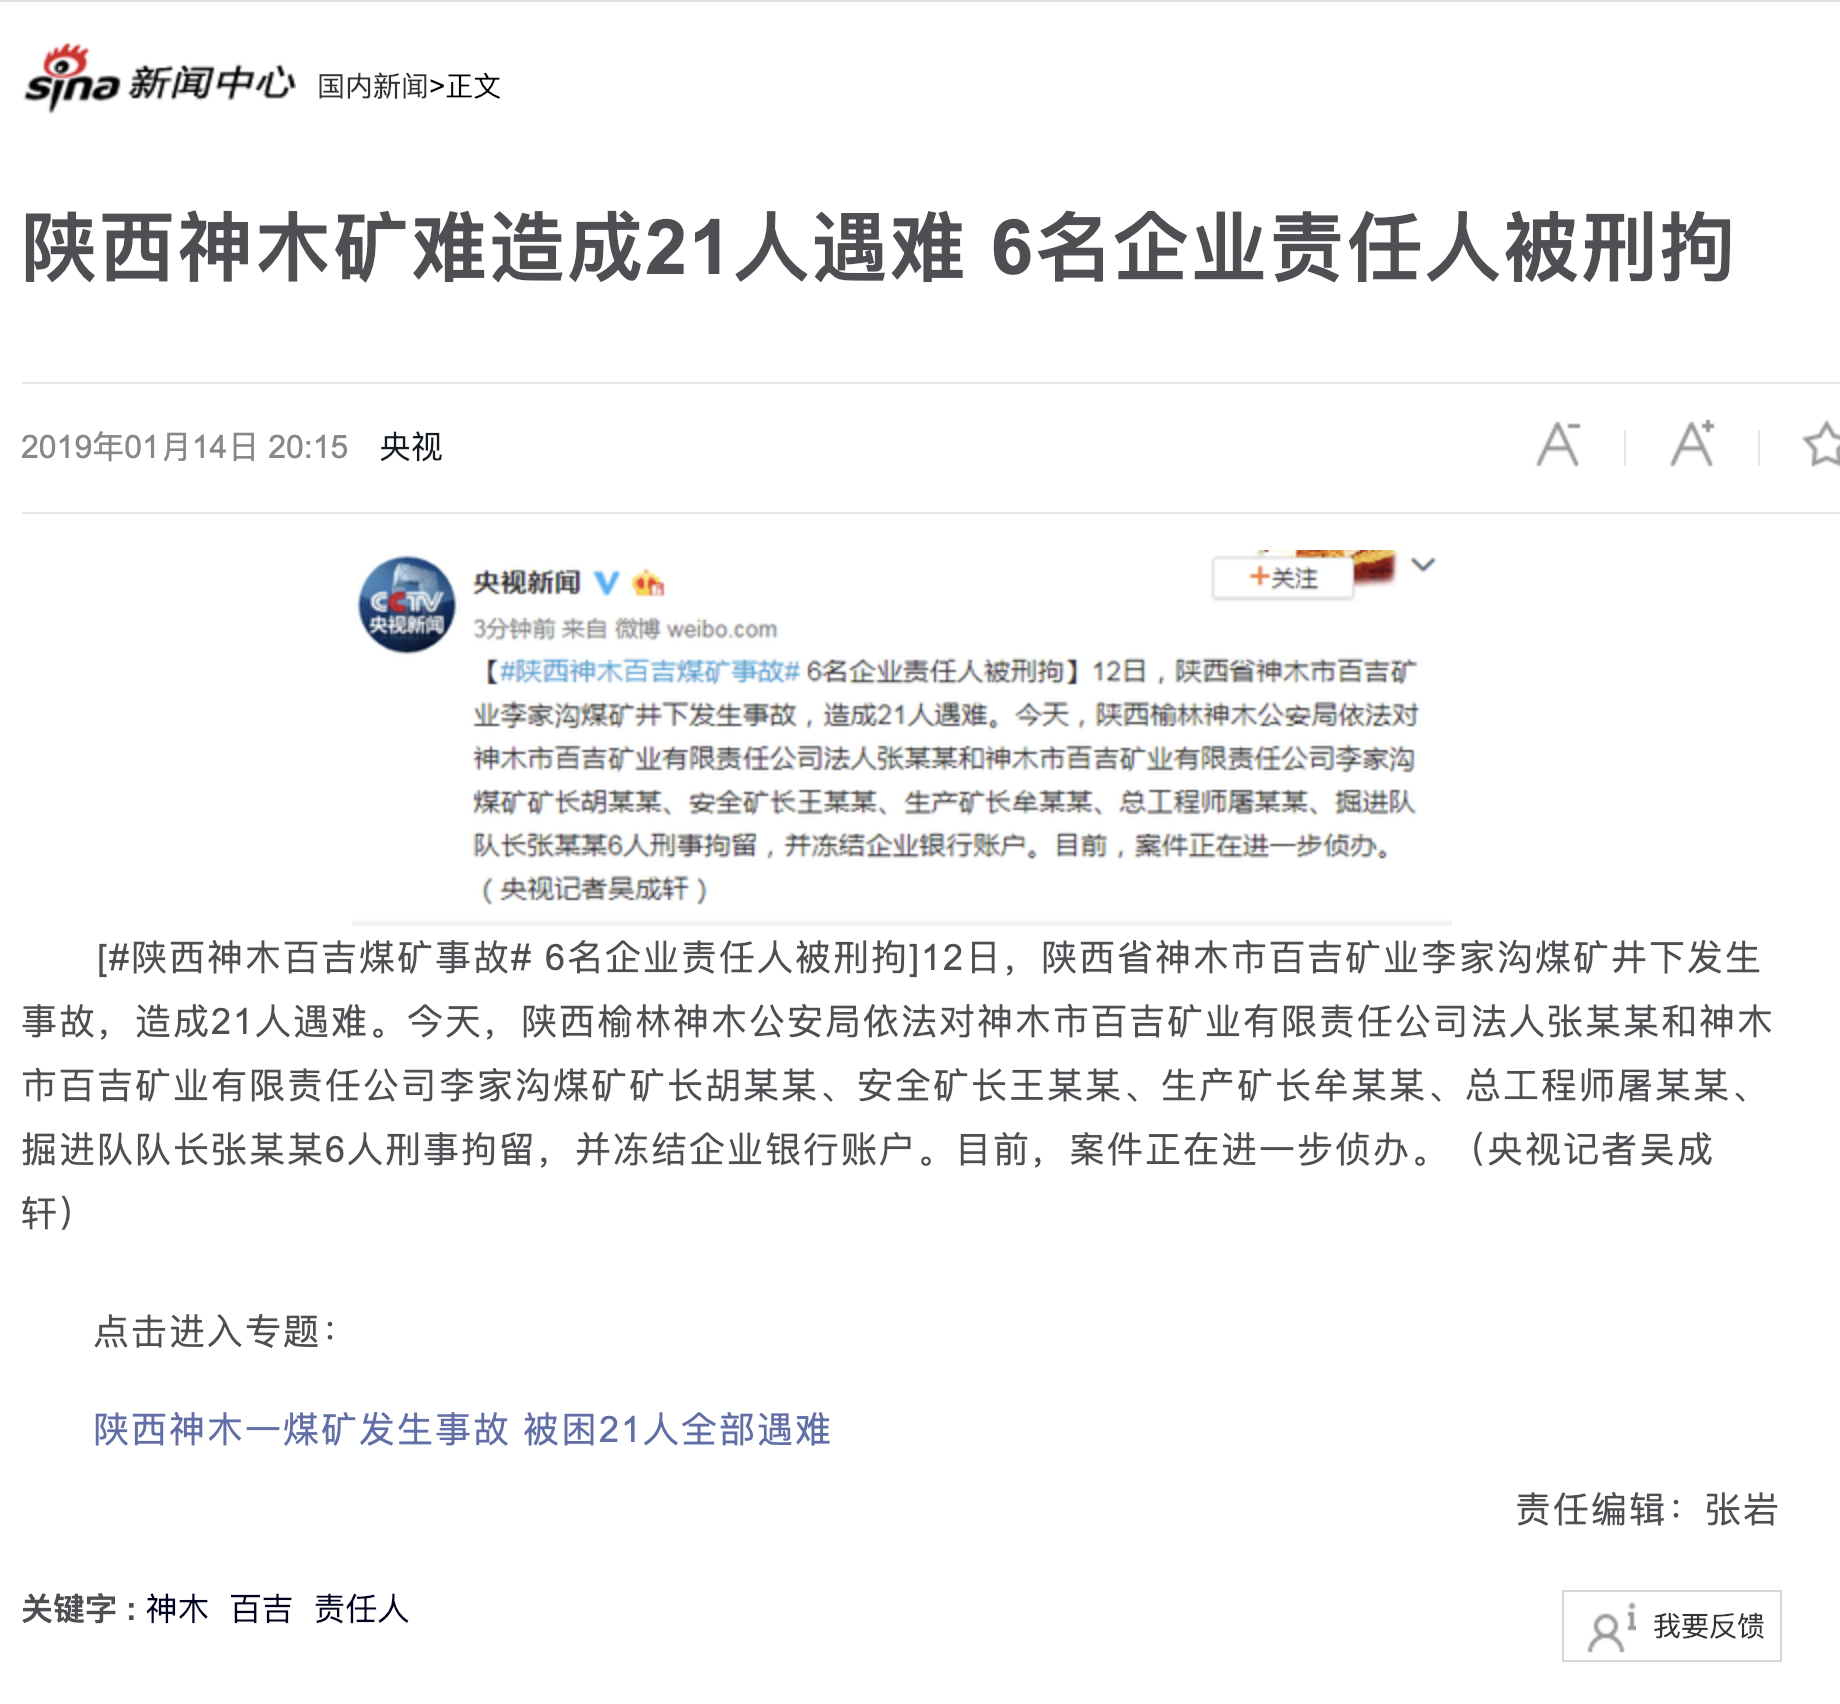 sina 新闻中心 国内新闻>正文
陕西神木矿难造成21人遇难 6名企业责任人被刑拘
2019年01月14日 20:15 央视
A- A+
CCTV
央视新闻
央视新闻 V
+关注
3分钟前 来自 微博 weibo.com
【#陕西神木百吉煤矿事故# 6名企业责任人被刑拘】12日，陕西省神木市百吉矿
业李家沟煤矿井下发生事故，造成21人遇难。今天，陕西榆林神木公安局依法对
神木市百吉矿业有限责任公司法人张某某和神木市百吉矿业有限责任公司李家沟
煤矿矿长胡某某、安全矿长王某某、生产矿长牟某某、总工程师屠某某、掘进队
队长张某某6人刑事拘留，并冻结企业银行账户。目前，案件正在进一步侦办。
（央视记者吴成轩）
[#陕西神木百吉煤矿事故# 6名企业责任人被刑拘]12日，陕西省神木市百吉矿业李家沟煤矿井下发生
事故，造成21人遇难。今天，陕西榆林神木公安局依法对神木市百吉矿业有限责任公司法人张某某和神木
市百吉矿业有限责任公司李家沟煤矿矿长胡某某、安全矿长王某某、生产矿长牟某某、总工程师屠某某、
掘进队队长张某某6人刑事拘留，并冻结企业银行账户。目前，案件正在进一步侦办。（央视记者吴成
轩）
点击进入专题：
陕西神木一煤矿发生事故 被困21人全部遇难
责任编辑：张岩
关键字 : 神木 百吉 责任人
我要反馈